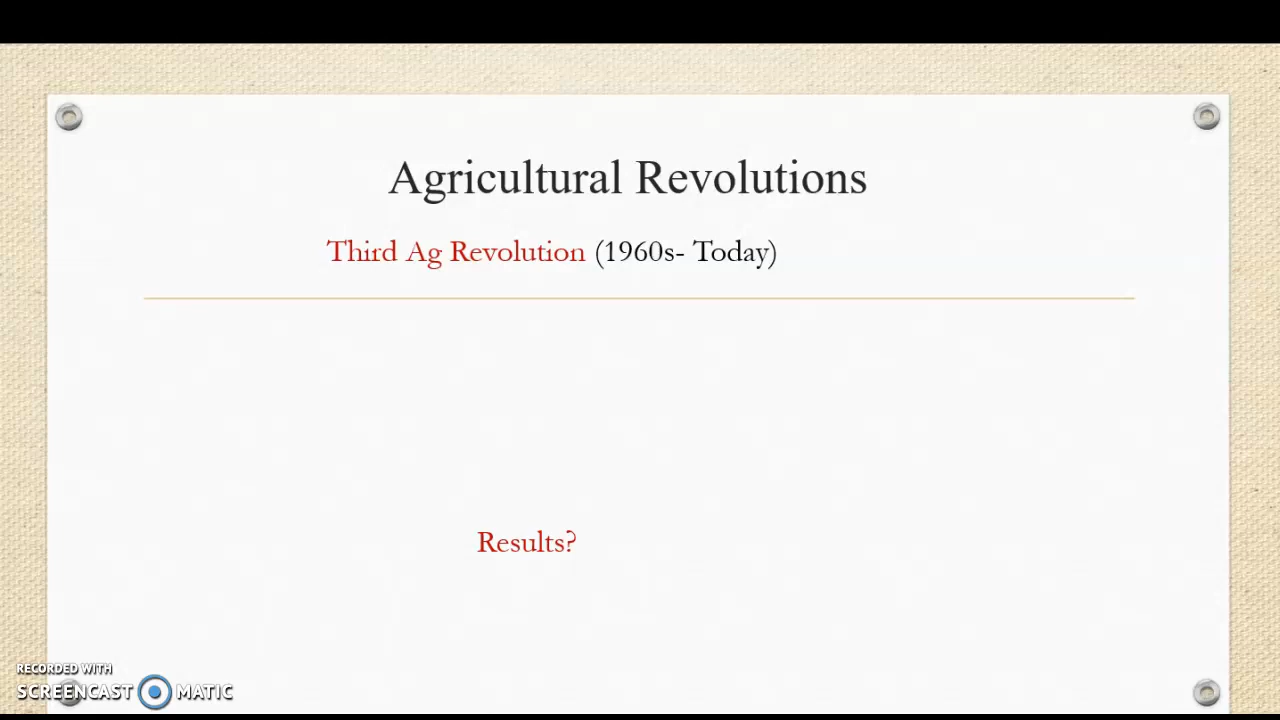 Agricultural Revolutions
Third Ag Revolution (1960s- Today)
Results?
RECORDED WITH
SCREENCAST MATIC